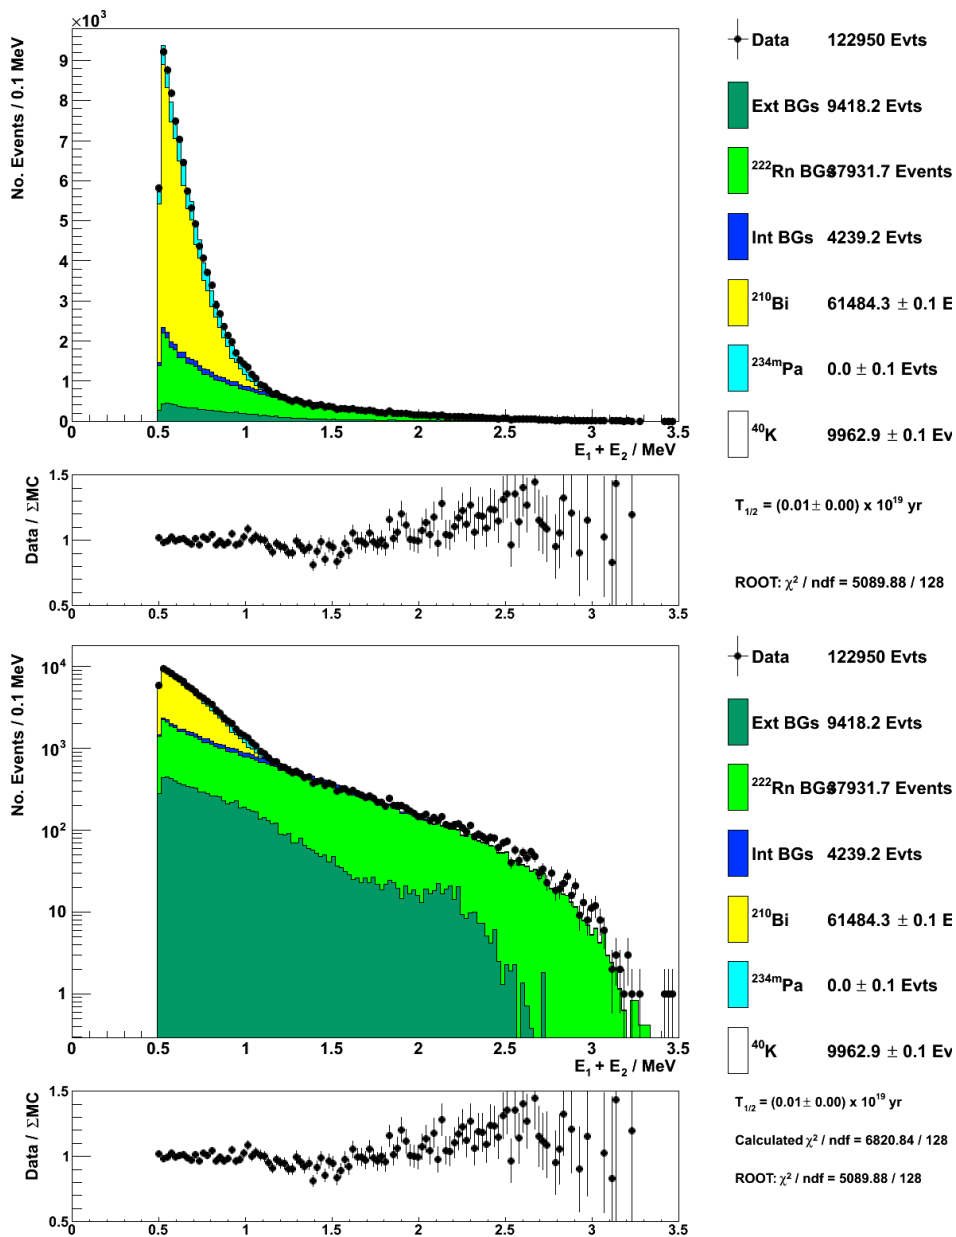 ×10³
No. Events / 0.1 MeV
9
8
7
6
5
4
3
2
1
0
0 0.5 1 1.5 2 2.5 3 3.5
E₁ + E₂ / MeV
Data 122950 Evts
Ext BGs 9418.2 Evts
²²²Rn BGs 7931.7 Events
Int BGs 4239.2 Evts
²¹⁰Bi 61484.3 ± 0.1 E
²³⁴ᵐPa 0.0 ± 0.1 Evts
⁴⁰K 9962.9 ± 0.1 Ev
Data / ΣMC
1.5
1
0.5
0 0.5 1 1.5 2 2.5 3 3.5
T₁/₂ = (0.01± 0.00) x 10¹⁹ yr
ROOT: χ² / ndf = 5089.88 / 128
No. Events / 0.1 MeV
10⁴
10³
10²
10
1
0 0.5 1 1.5 2 2.5 3 3.5
E₁ + E₂ / MeV
Data 122950 Evts
Ext BGs 9418.2 Evts
²²²Rn BGs 7931.7 Events
Int BGs 4239.2 Evts
²¹⁰Bi 61484.3 ± 0.1 E
²³⁴ᵐPa 0.0 ± 0.1 Evts
⁴⁰K 9962.9 ± 0.1 Ev
Data / ΣMC
1.5
1
0.5
0 0.5 1 1.5 2 2.5 3 3.5
T₁/₂ = (0.01± 0.00) x 10¹⁹ yr
Calculated χ² / ndf = 6820.84 / 128
ROOT: χ² / ndf = 5089.88 / 128